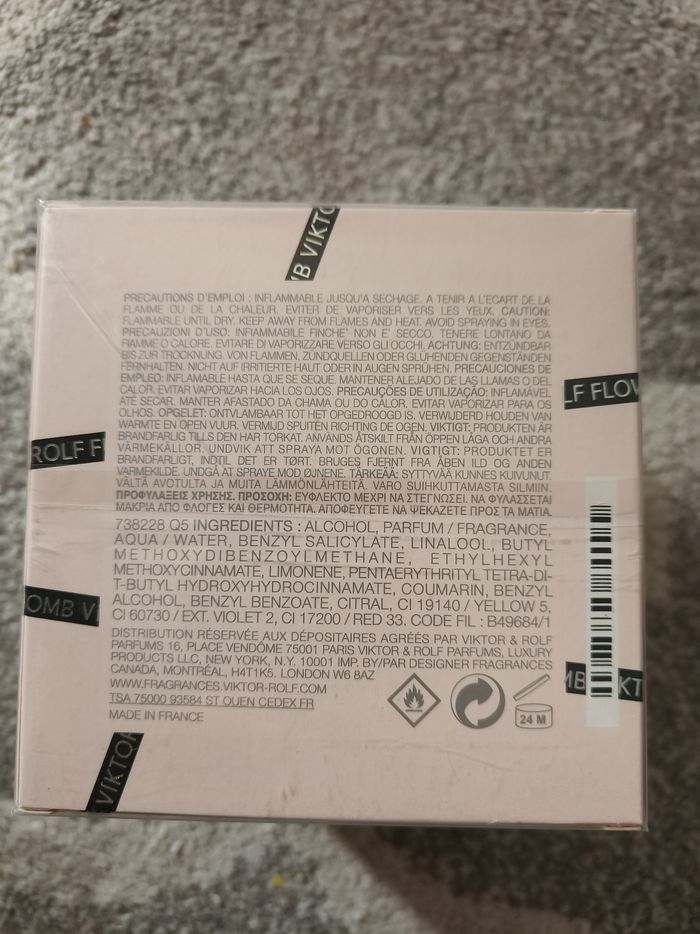 MB VIKTO
PRECAUTIONS D'EMPLOI : INFLAMMABLE JUSQU'A SECHAGE. A TENIR A L'ECART DE LA
FLAMME OU DE LA CHALEUR. EVITER DE VAPORISER VERS LES YEUX. CAUTION:
FLAMMABLE UNTIL DRY. KEEP AWAY FROM FLAMES AND HEAT. AVOID SPRAYING IN EYES.
PRECAUZIONI D'USO: INFIAMMABILE FINCHE' NON E' SECCO. TENERE LONTANO DA
FIAMME O CALORE. EVITARE DI VAPORIZZARE VERSO GLI OCCHI. ACHTUNG: ENTZÜNDBAR
BIS ZUR TROCKNUNG. VON FLAMMEN, ZÜNDQUELLEN ODER GLÜHENDEN GEGENSTÄNDEN
FERNHALTEN. NICHT AUF IRRITIERTE HAUT ODER IN AUGEN SPRÜHEN. PRECAUCIONES DE
EMPLEO: INFLAMABLE HASTA QUE SE SEQUE. MANTENER ALEJADO DE LAS LLAMAS O DEL
CALOR. EVITAR VAPORIZAR HACIA LOS OJOS. PRECAUÇÕES DE UTILIZAÇÃO: INFLAMÁVEL
ATÉ SECAR. MANTER AFASTADO DA CHAMA OU DO CALOR. EVITAR VAPORIZAR PARA OS
OLHOS. OPGELET: ONTVLAMBAAR TOT HET OPGEDROOGD IS. VERWIJDERD HOUDEN VAN
WARMTE EN OPEN VUUR. VERMIJD SPUITEN RICHTING DE OGEN. VIKTIGT: PRODUKTEN ÄR
BRANDFARLIG TILLS DEN HAR TORKAT. ANVÄNDS ÅTSKILT FRÅN ÖPPEN LÅGA OCH ANDRA
VÄRMEKÄLLOR. UNDVIK ATT SPRAYA MOT ÖGONEN. VIGTIGT: PRODUKTET ER
BRANDFARLIGT, INDTIL DET ER TØRT. BRUGES FJERNT FRA ÅBEN ILD OG ANDEN
VARMEKILDE. UNDGÅ AT SPRAYE MOD ØJNENE. TÄRKEÄÄ: SYTTYVÄÄ KUNNES KUIVUNUT.
VÄLTÄ AVOTULTA JA MUITA LÄMMÖNLÄHTEITÄ. VARO SUIHKUTTAMASTA SILMIIN.
ΠΡΟΦΥΛΑΞΕΙΣ ΧΡΗΣΗΣ. ΠΡΟΣΟΧΗ: ΕΥΦΛΕΚΤΟ ΜΕΧΡΙ ΝΑ ΣΤΕΓΝΩΣΕΙ. ΝΑ ΦΥΛΑΣΣΕΤΑΙ
ΜΑΚΡΙΑ ΑΠΟ ΦΛΟΓΕΣ ΚΑΙ ΘΕΡΜΟΤΗΤΑ. ΑΠΟΦΕΥΓΕΤΕ ΝΑ ΨΕΚΑΖΕΤΕ ΠΡΟΣ ΤΑ ΜΑΤΙΑ.
738228 Q5 INGREDIENTS : ALCOHOL, PARFUM / FRAGRANCE,
AQUA / WATER, BENZYL SALICYLATE, LINALOOL, BUTYL
METHOXYDIBENZOYLMETHANE, ETHYLHEXYL
METHOXYCINNAMATE, LIMONENE, PENTAERYTHRITYL TETRA-DI-
T-BUTYL HYDROXYHYDROCINNAMATE, COUMARIN, BENZYL
ALCOHOL, BENZYL BENZOATE, CITRAL, CI 19140 / YELLOW 5,
CI 60730 / EXT. VIOLET 2, CI 17200 / RED 33. CODE FIL : B49684/1
DISTRIBUTION RÉSERVÉE AUX DÉPOSITAIRES AGRÉÉS PAR VIKTOR & ROLF
PARFUMS 16, PLACE VENDÔME 75001 PARIS VIKTOR & ROLF PARFUMS, LUXURY
PRODUCTS LLC, NEW YORK, N.Y. 10001 IMP. BY/PAR DESIGNER FRAGRANCES
CANADA, MONTRÉAL, H4T1K5. LONDON W6 8AZ
WWW.FRAGRANCES.VIKTOR-ROLF.COM
TSA 75000 93584 ST OUEN CEDEX FR
MADE IN FRANCE
24 M
LF FLOW
ROLF F
OMB V
MB
KT
VIKTOR